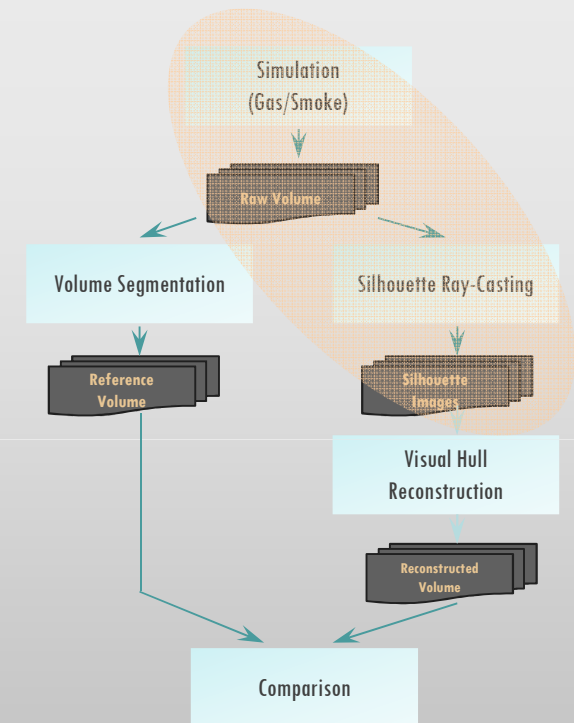 Simulation
(Gas/Smoke)
Raw Volume
Volume Segmentation
Silhouette Ray-Casting
Reference
Volume
Silhouette
Images
Visual Hull
Reconstruction
Reconstructed
Volume
Comparison